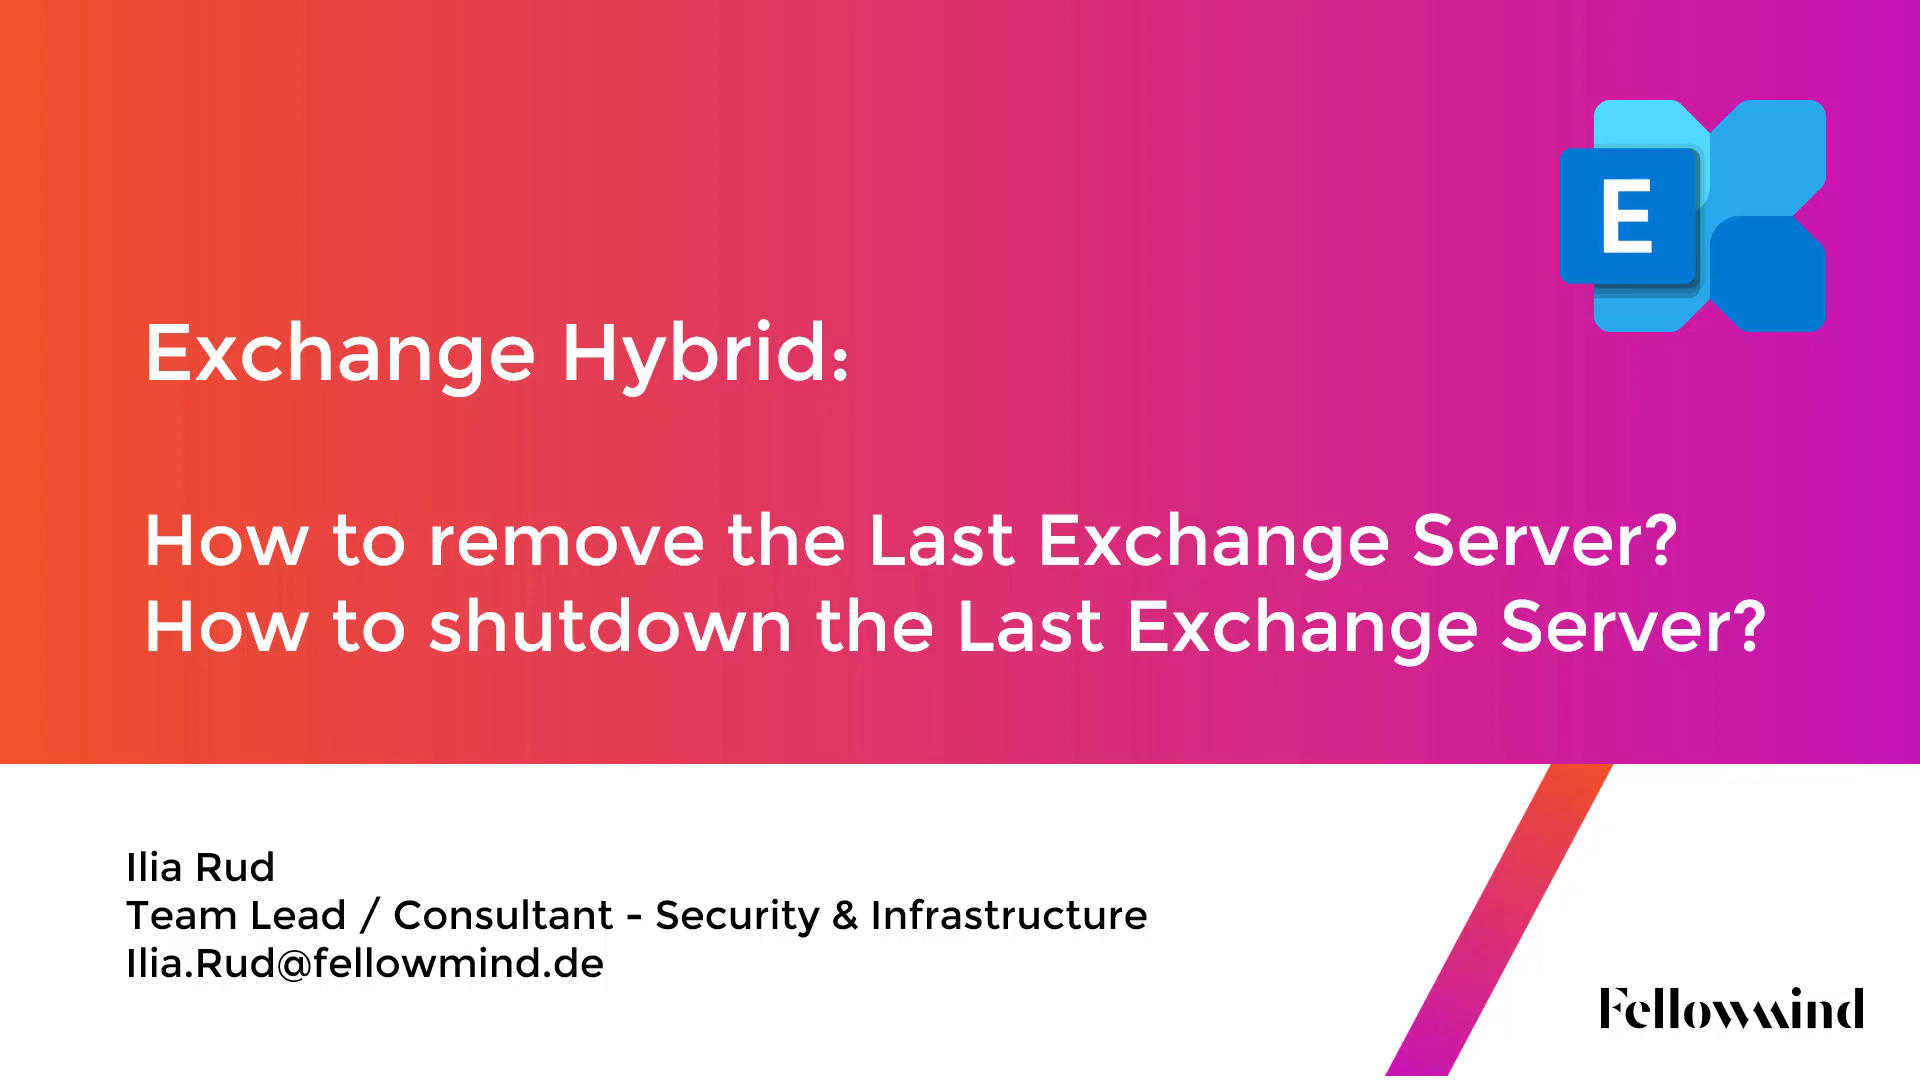 E
Exchange Hybrid:
How to remove the Last Exchange Server?
How to shutdown the Last Exchange Server?
Ilia Rud
Team Lead / Consultant - Security & Infrastructure
Ilia.Rud@fellowmind.de
Fellowmind